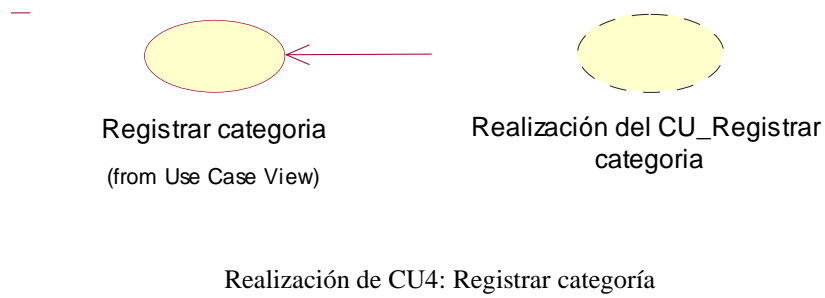 Registrar categoria
(from Use Case View)
Realización del CU_Registrar
categoria
Realización de CU4: Registrar categoría